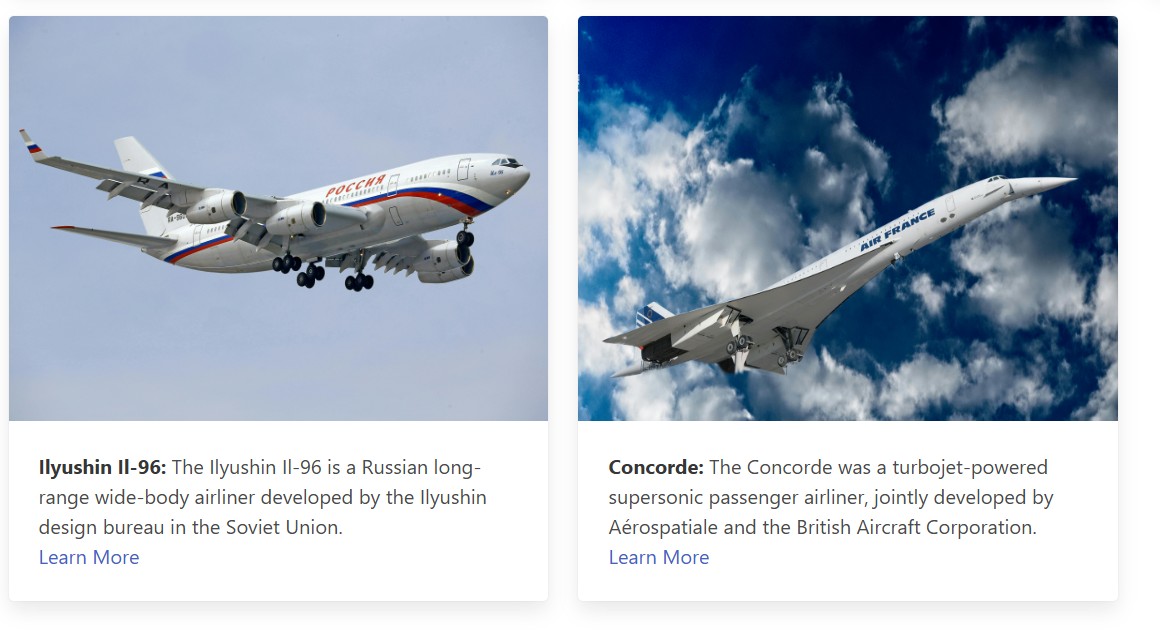 РОССИЯ
AIR FRANCE
Ilyushin Il-96: The Ilyushin Il-96 is a Russian long-
range wide-body airliner developed by the Ilyushin
design bureau in the Soviet Union.
Learn More
Concorde: The Concorde was a turbojet-powered
supersonic passenger airliner, jointly developed by
Aérospatiale and the British Aircraft Corporation.
Learn More